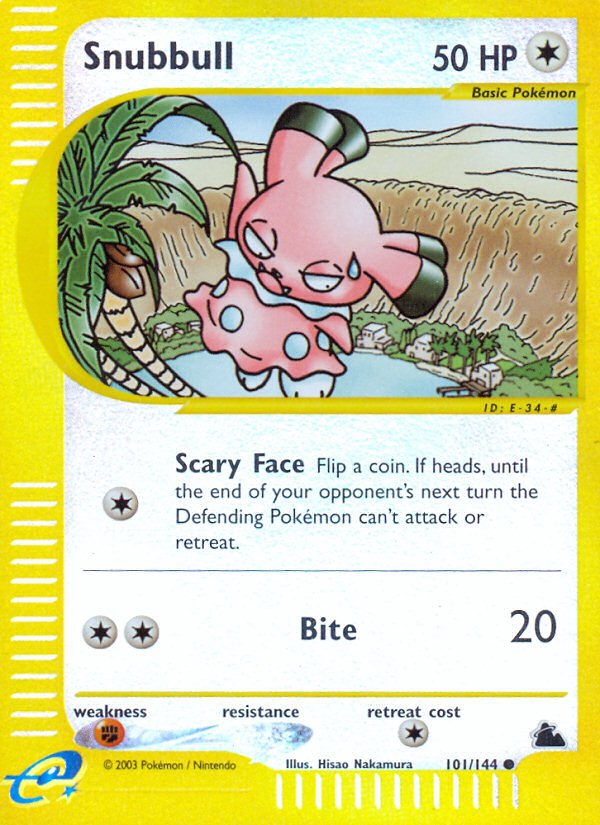 Snubbull 50 HP
Basic Pokémon
ID: E-34-#
Scary Face Flip a coin. If heads, until
the end of your opponent's next turn the
Defending Pokémon can't attack or
retreat.
Bite 20
weakness resistance retreat cost
© 2003 Pokémon / Nintendo Illus. Hisao Nakamura 101/144
e